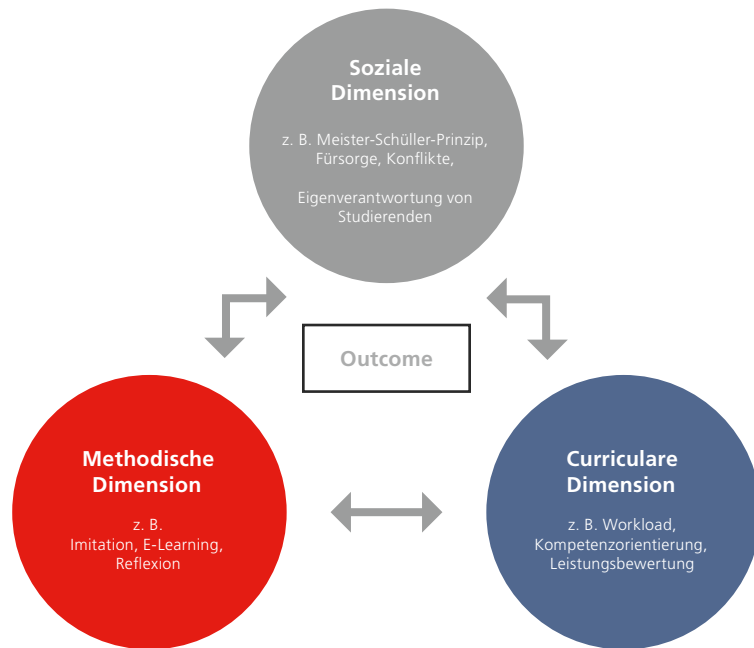 Soziale
Dimension
z. B. Meister-Schüller-Prinzip,
Fürsorge, Konflikte,
Eigenverantwortung von
Studierenden
Outcome
Methodische
Dimension
z. B.
Imitation, E-Learning,
Reflexion
Curriculare
Dimension
z. B. Workload,
Kompetenzorientierung,
Leistungsbewertung